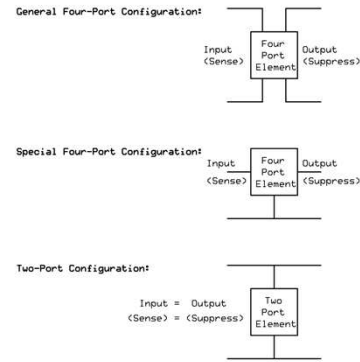 General Four-Port Configuration:
Input
(Sense)
Four
Port
Element
Output
(Suppress)
Special Four-Port Configuration:
Input
(Sense)
Four
Port
Element
Output
(Suppress)
Two-Port Configuration:
Input = Output
(Sense) = (Suppress)
Two
Port
Element